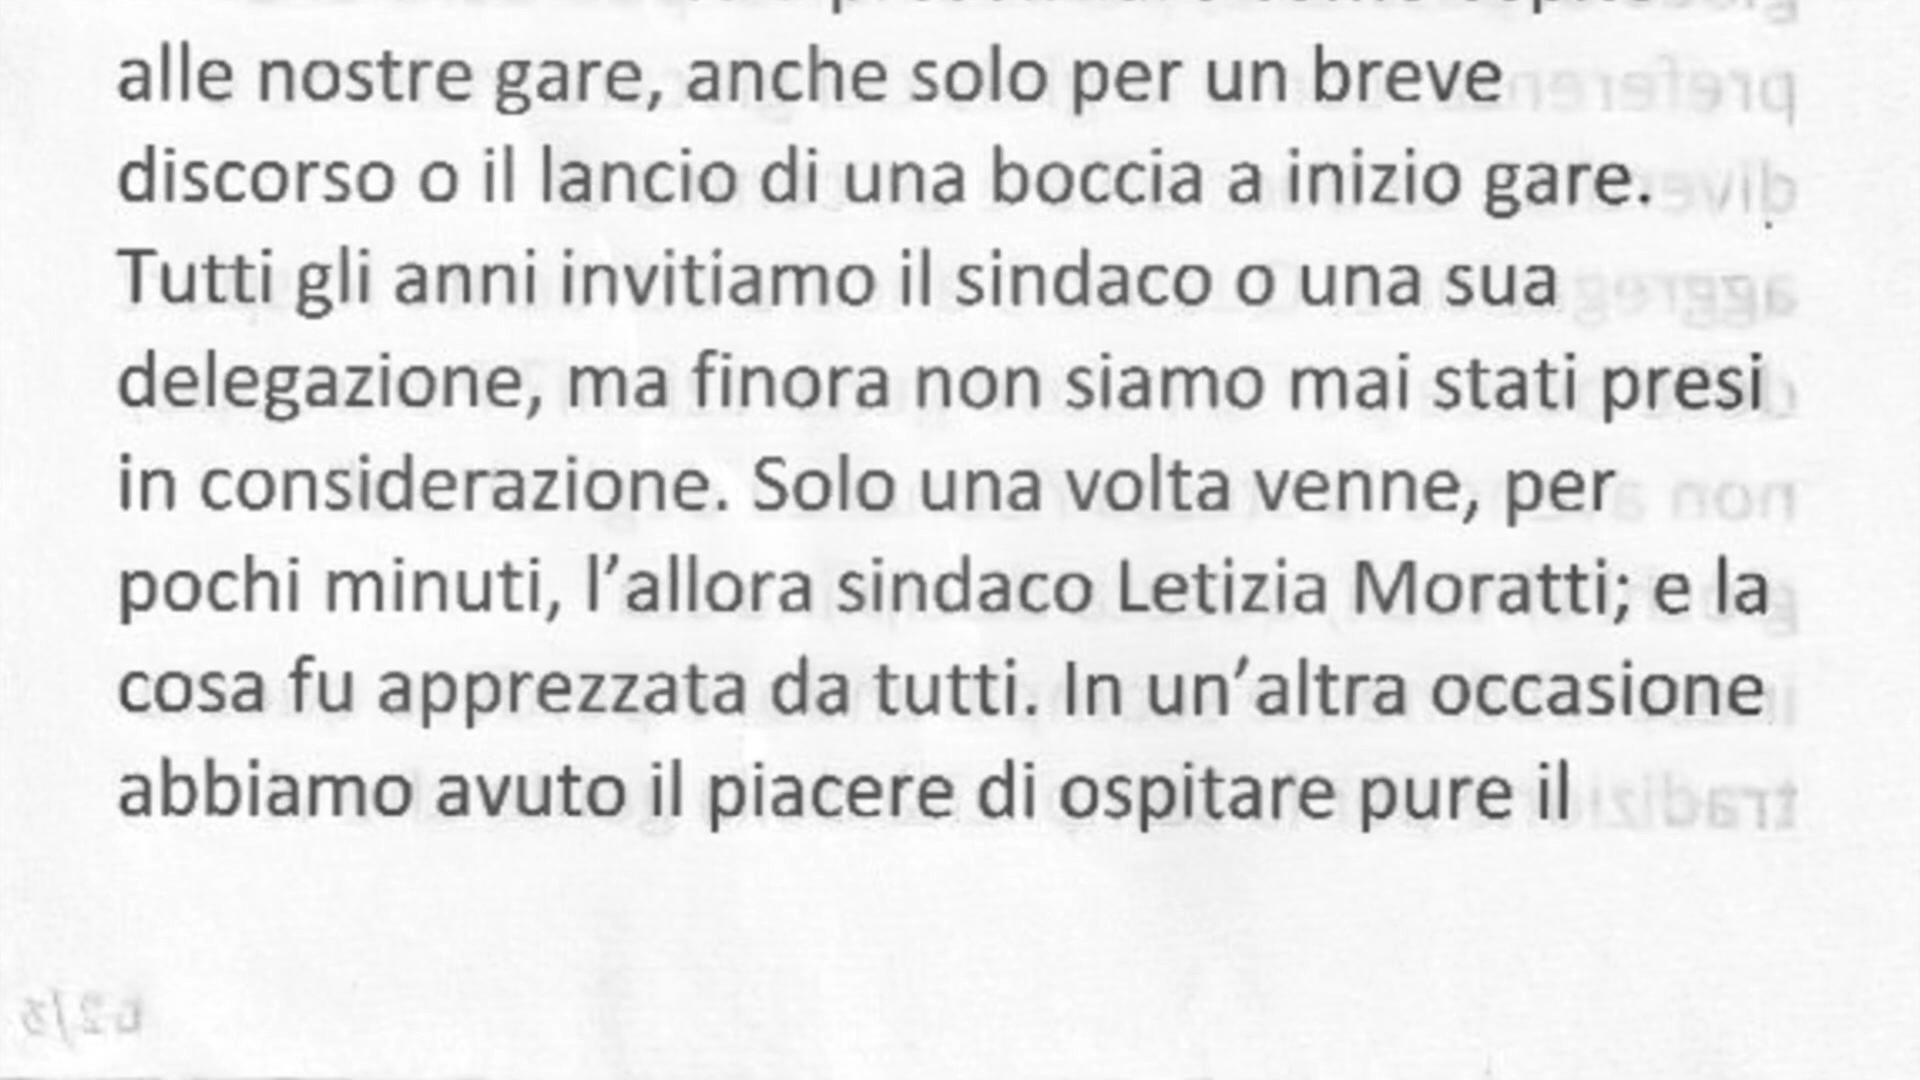 alle nostre gare, anche solo per un breve
discorso o il lancio di una boccia a inizio gare.
Tutti gli anni invitiamo il sindaco o una sua
delegazione, ma finora non siamo mai stati presi
in considerazione. Solo una volta venne, per
pochi minuti, l’allora sindaco Letizia Moratti; e la
cosa fu apprezzata da tutti. In un’altra occasione
abbiamo avuto il piacere di ospitare pure il